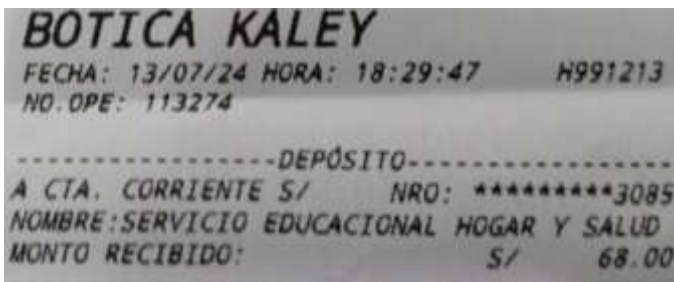 BOTICA KALEY
FECHA: 13/07/24 HORA: 18:29:47 H991213
NO.OPE: 113274
-----------------DEPÓSITO-----------------
A CTA. CORRIENTE S/ NRO: *********3085
NOMBRE:SERVICIO EDUCACIONAL HOGAR Y SALUD
MONTO RECIBIDO: S/ 68.00